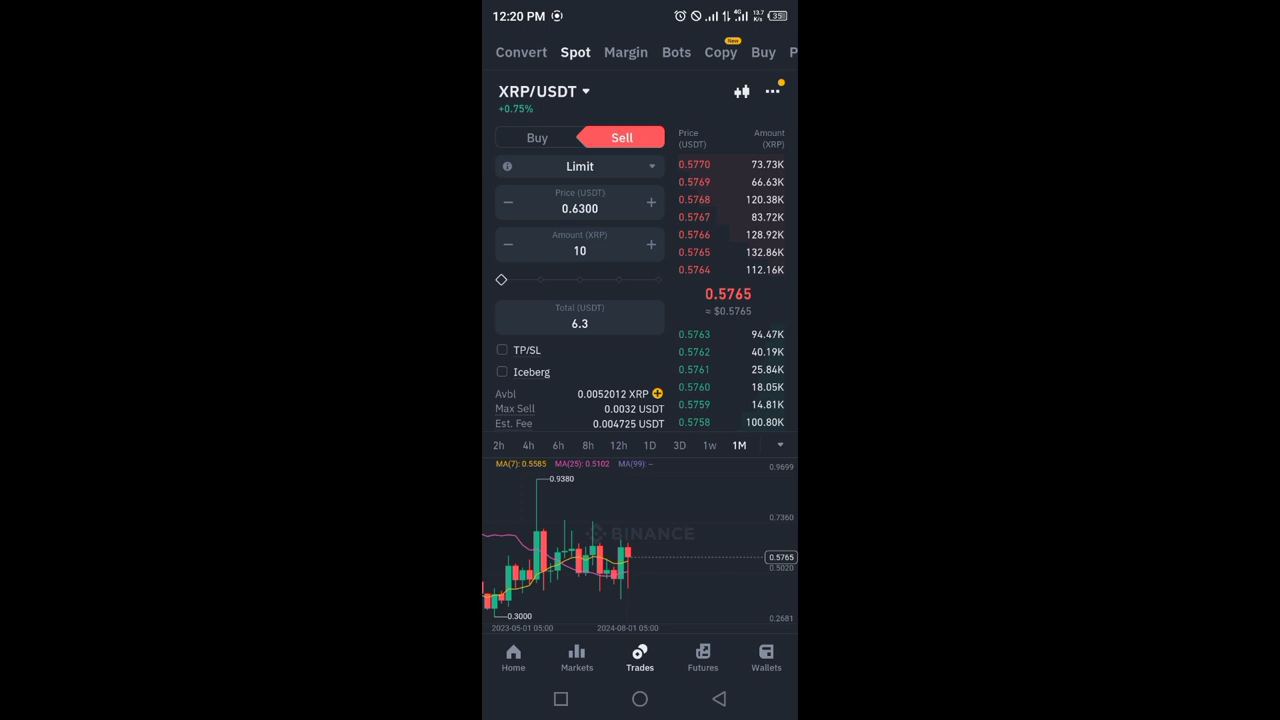 12:20 PM
4G
13.7
K/s
35
New
Convert Spot Margin Bots Copy Buy P
XRP/USDT
+0.75%
Buy Sell
Limit
Price (USDT)
0.6300
Amount (XRP)
10
Total (USDT)
6.3
TP/SL
Iceberg
Avbl 0.0052012 XRP
Max Sell 0.0032 USDT
Est. Fee 0.004725 USDT
Price Amount
(USDT) (XRP)
0.5770 73.73K
0.5769 66.63K
0.5768 120.38K
0.5767 83.72K
0.5766 128.92K
0.5765 132.86K
0.5764 112.16K
0.5765
≈ $0.5765
0.5763 94.47K
0.5762 40.19K
0.5761 25.84K
0.5760 18.05K
0.5759 14.81K
0.5758 100.80K
2h 4h 6h 8h 12h 1D 3D 1w 1M
MA(7): 0.5585 MA(25): 0.5102 MA(99): –
0.9699
0.9380
0.7360
BINANCE
0.5765
0.5020
0.3000
0.2681
2023-05-01 05:00 2024-08-01 05:00
Home Markets Trades Futures Wallets